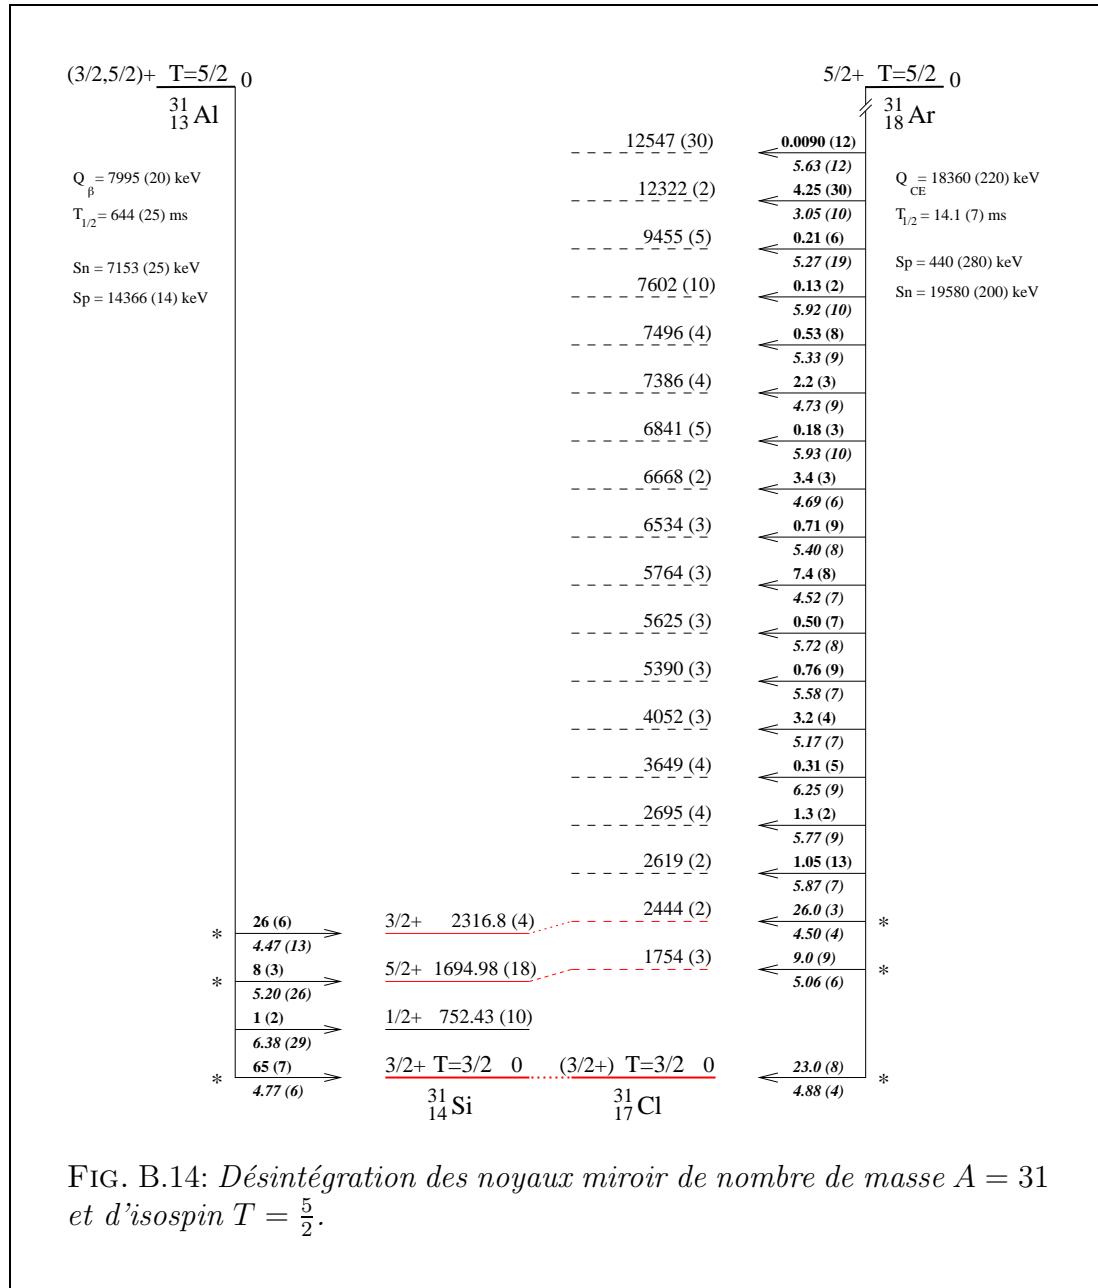 (3/2,5/2)+ T=5/2 0
31
13 Al
5/2+ T=5/2 0
31
18 Ar
Qβ = 7995 (20) keV
T1/2 = 644 (25) ms
Sn = 7153 (25) keV
Sp = 14366 (14) keV
QCE = 18360 (220) keV
T1/2 = 14.1 (7) ms
Sp = 440 (280) keV
Sn = 19580 (200) keV
12547 (30) 0.0090 (12)
5.63 (12)
12322 (2) 4.25 (30)
3.05 (10)
9455 (5) 0.21 (6)
5.27 (19)
7602 (10) 0.13 (2)
5.92 (10)
7496 (4) 0.53 (8)
5.33 (9)
7386 (4) 2.2 (3)
4.73 (9)
6841 (5) 0.18 (3)
5.93 (10)
6668 (2) 3.4 (3)
4.69 (6)
6534 (3) 0.71 (9)
5.40 (8)
5764 (3) 7.4 (8)
4.52 (7)
5625 (3) 0.50 (7)
5.72 (8)
5390 (3) 0.76 (9)
5.58 (7)
4052 (3) 3.2 (4)
5.17 (7)
3649 (4) 0.31 (5)
6.25 (9)
2695 (4) 1.3 (2)
5.77 (9)
2619 (2) 1.05 (13)
5.87 (7)
* 26 (6) 3/2+ 2316.8 (4) 2444 (2) 26.0 (3) *
4.47 (13) 4.50 (4)
* 8 (3) 5/2+ 1694.98 (18) 1754 (3) 9.0 (9) *
5.20 (26) 5.06 (6)
1 (2) 1/2+ 752.43 (10)
6.38 (29)
* 65 (7) 3/2+ T=3/2 0 (3/2+) T=3/2 0 23.0 (8) *
4.77 (6) 4.88 (4)
31
14 Si
31
17 Cl
FIG. B.14: Désintégration des noyaux miroir de nombre de masse A = 31
et d'isospin T = 5/2.